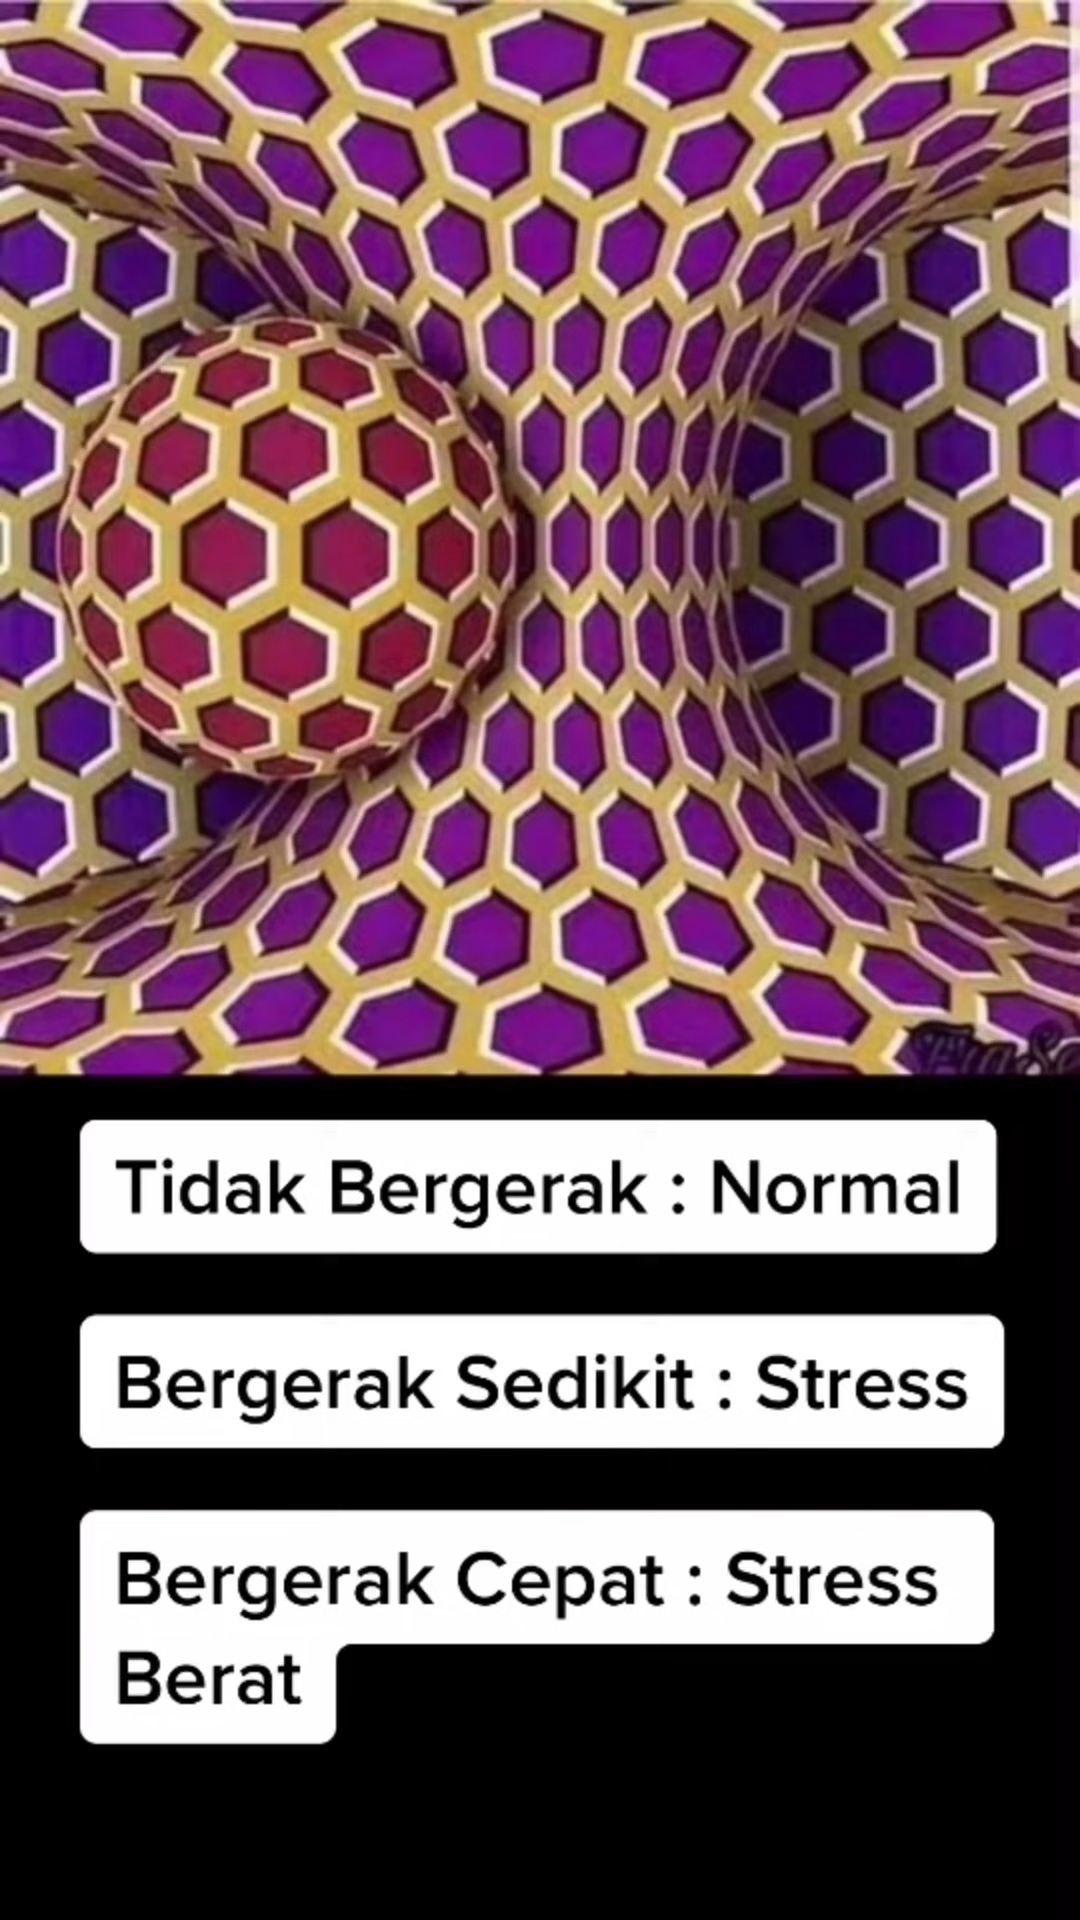 Tidak Bergerak : Normal
Bergerak Sedikit : Stress
Bergerak Cepat : Stress
Berat